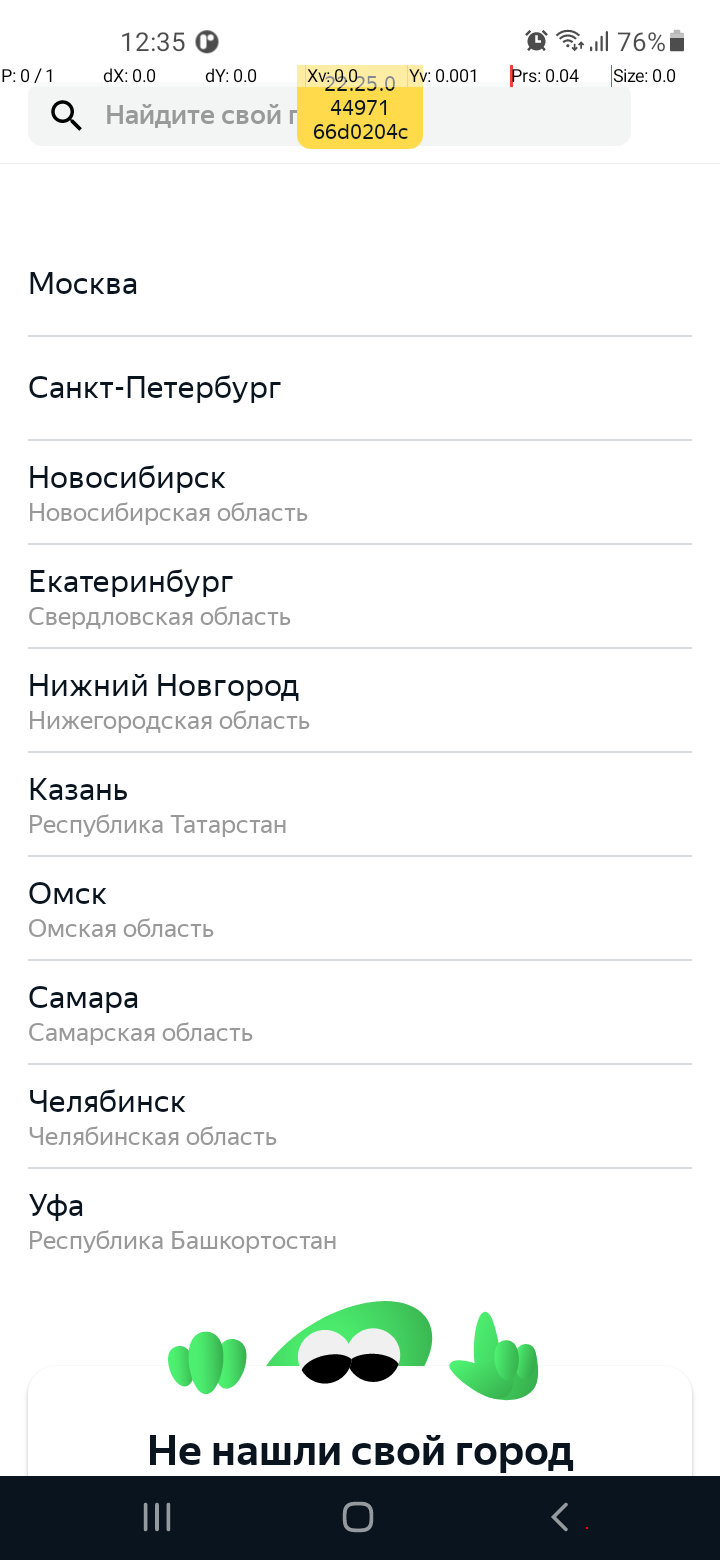 12:35
76%
P: 0 / 1 dX: 0.0 dY: 0.0 Xv: 0.0 Yv: 0.001 Prs: 0.04 Size: 0.0
22.25.0
44971
66d0204c
Найдите свой
Москва
Санкт-Петербург
Новосибирск
Новосибирская область
Екатеринбург
Свердловская область
Нижний Новгород
Нижегородская область
Казань
Республика Татарстан
Омск
Омская область
Самара
Самарская область
Челябинск
Челябинская область
Уфа
Республика Башкортостан
Не нашли свой город